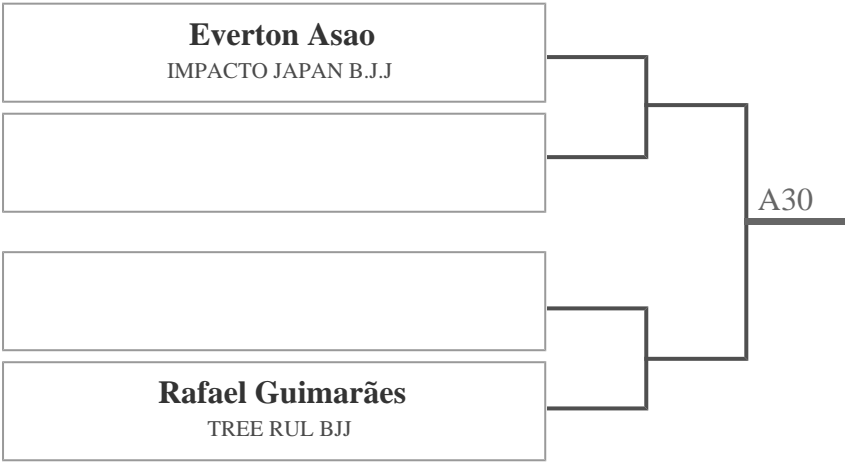 Everton Asao
IMPACTO JAPAN B.J.J
A30
Rafael Guimarães
TREE RUL BJJ